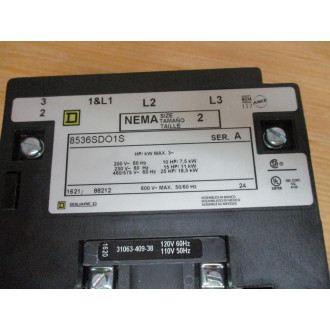 3 1&L1 L2 L3
2
D NEMA SIZE TAMAÑO TAILLE 2
8536SDO1S SER. A
HP/ kW MAX. 3~
200 V~ 60 Hz 10 HP/ 7,5 kW
230 V~ 60 Hz 15 HP/ 11 kW
460/575 V~ 60 Hz 25 HP/ 18,5 kW
1621 88212 600 V~ MAX. 50/60 Hz 24
SQUARE D
1620
31063-409-38
120V 60Hz
110V 50Hz